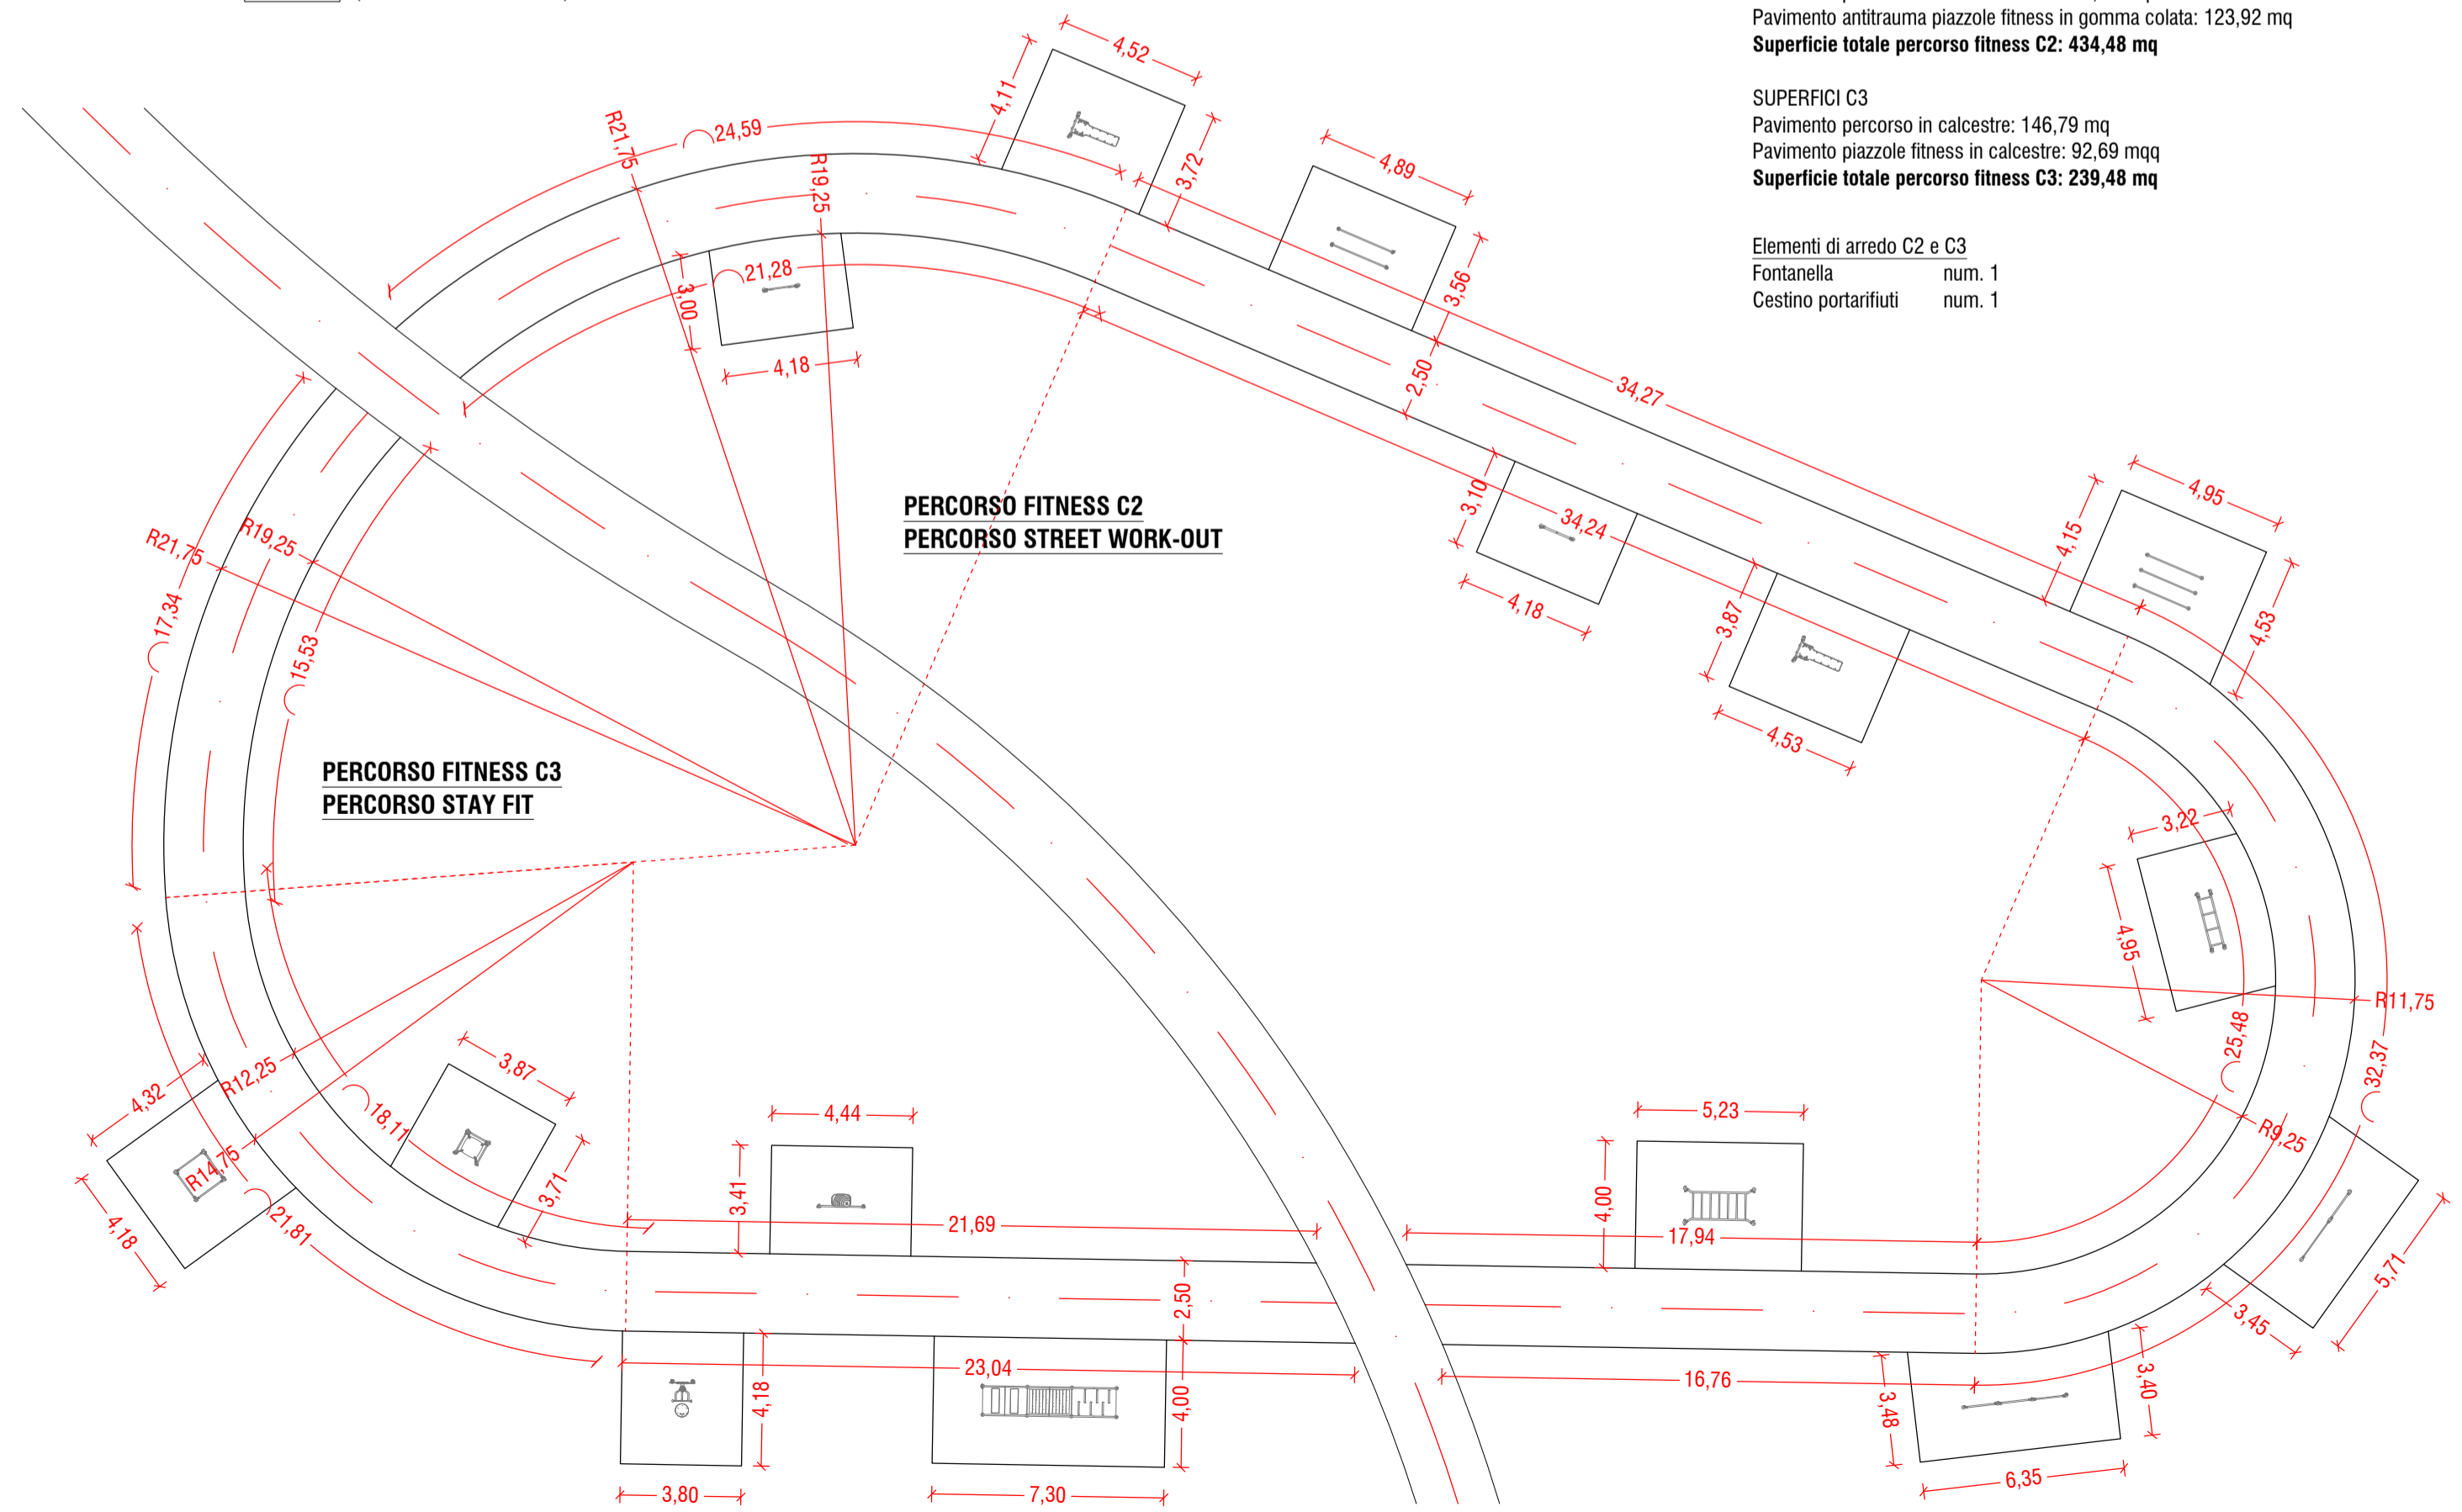 Pavimento antitrauma piazzole fitness in gomma colata: 123,92 mq
Superficie totale percorso fitness C2: 434,48 mq
SUPERFICI C3
Pavimento percorso in calcestre: 146,79 mq
Pavimento piazzole fitness in calcestre: 92,69 mqq
Superficie totale percorso fitness C3: 239,48 mq
Elementi di arredo C2 e C3
Fontanella num. 1
Cestino portarifiuti num. 1
4,52
4,11
24,59
R21,75
R19,25
3,72
4,89
21,28
3,00
4,18
3,56
2,50
34,27
4,95
4,15
4,53
3,10
34,24
4,18
3,87
4,53
PERCORSO FITNESS C2
PERCORSO STREET WORK-OUT
R21,75
R19,25
17,34
15,53
PERCORSO FITNESS C3
PERCORSO STAY FIT
3,22
4,95
R11,75
25,48
32,37
R9,25
4,32
R12,25
3,87
18,11
4,44
5,23
R14,75
3,41
3,71
4,00
4,18
21,81
21,69
17,94
5,71
2,50
3,45
23,04
16,76
4,18
4,00
3,48
3,40
3,80
7,30
6,35